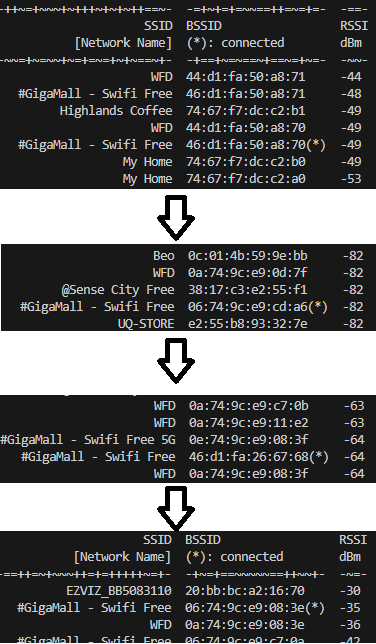 SSID BSSID RSSI
[Network Name] (*): connected dBm
WFD 44:d1:fa:50:a8:71 -44
#GigaMall - Swifi Free 46:d1:fa:50:a8:71 -48
Highlands Coffee 74:67:f7:dc:c2:b1 -49
WFD 44:d1:fa:50:a8:70 -49
#GigaMall - Swifi Free 46:d1:fa:50:a8:70(*) -49
My Home 74:67:f7:dc:c2:b0 -49
My Home 74:67:f7:dc:c2:a0 -53
Beo 0c:01:4b:59:9e:bb -82
WFD 0a:74:9c:e9:0d:7f -82
@Sense City Free 38:17:c3:e2:55:f1 -82
#GigaMall - Swifi Free 06:74:9c:e9:cd:a6(*) -82
UQ-STORE e2:55:b8:93:32:7e -82
WFD 0a:74:9c:e9:c7:0b -63
WFD 0a:74:9c:e9:11:e2 -63
#GigaMall - Swifi Free 5G 0e:74:9c:e9:08:3f -64
#GigaMall - Swifi Free 46:d1:fa:26:67:68(*) -64
WFD 0a:74:9c:e9:08:3f -64
SSID BSSID RSSI
[Network Name] (*): connected dBm
EZVIZ_BB5083110 20:bb:bc:a2:16:70 -30
#GigaMall - Swifi Free 06:74:9c:e9:08:3e(*) -35
WFD 0a:74:9c:e9:08:3e -36
#GigaMall - Swifi Free 06:74:9c:e9:c7:0a -42